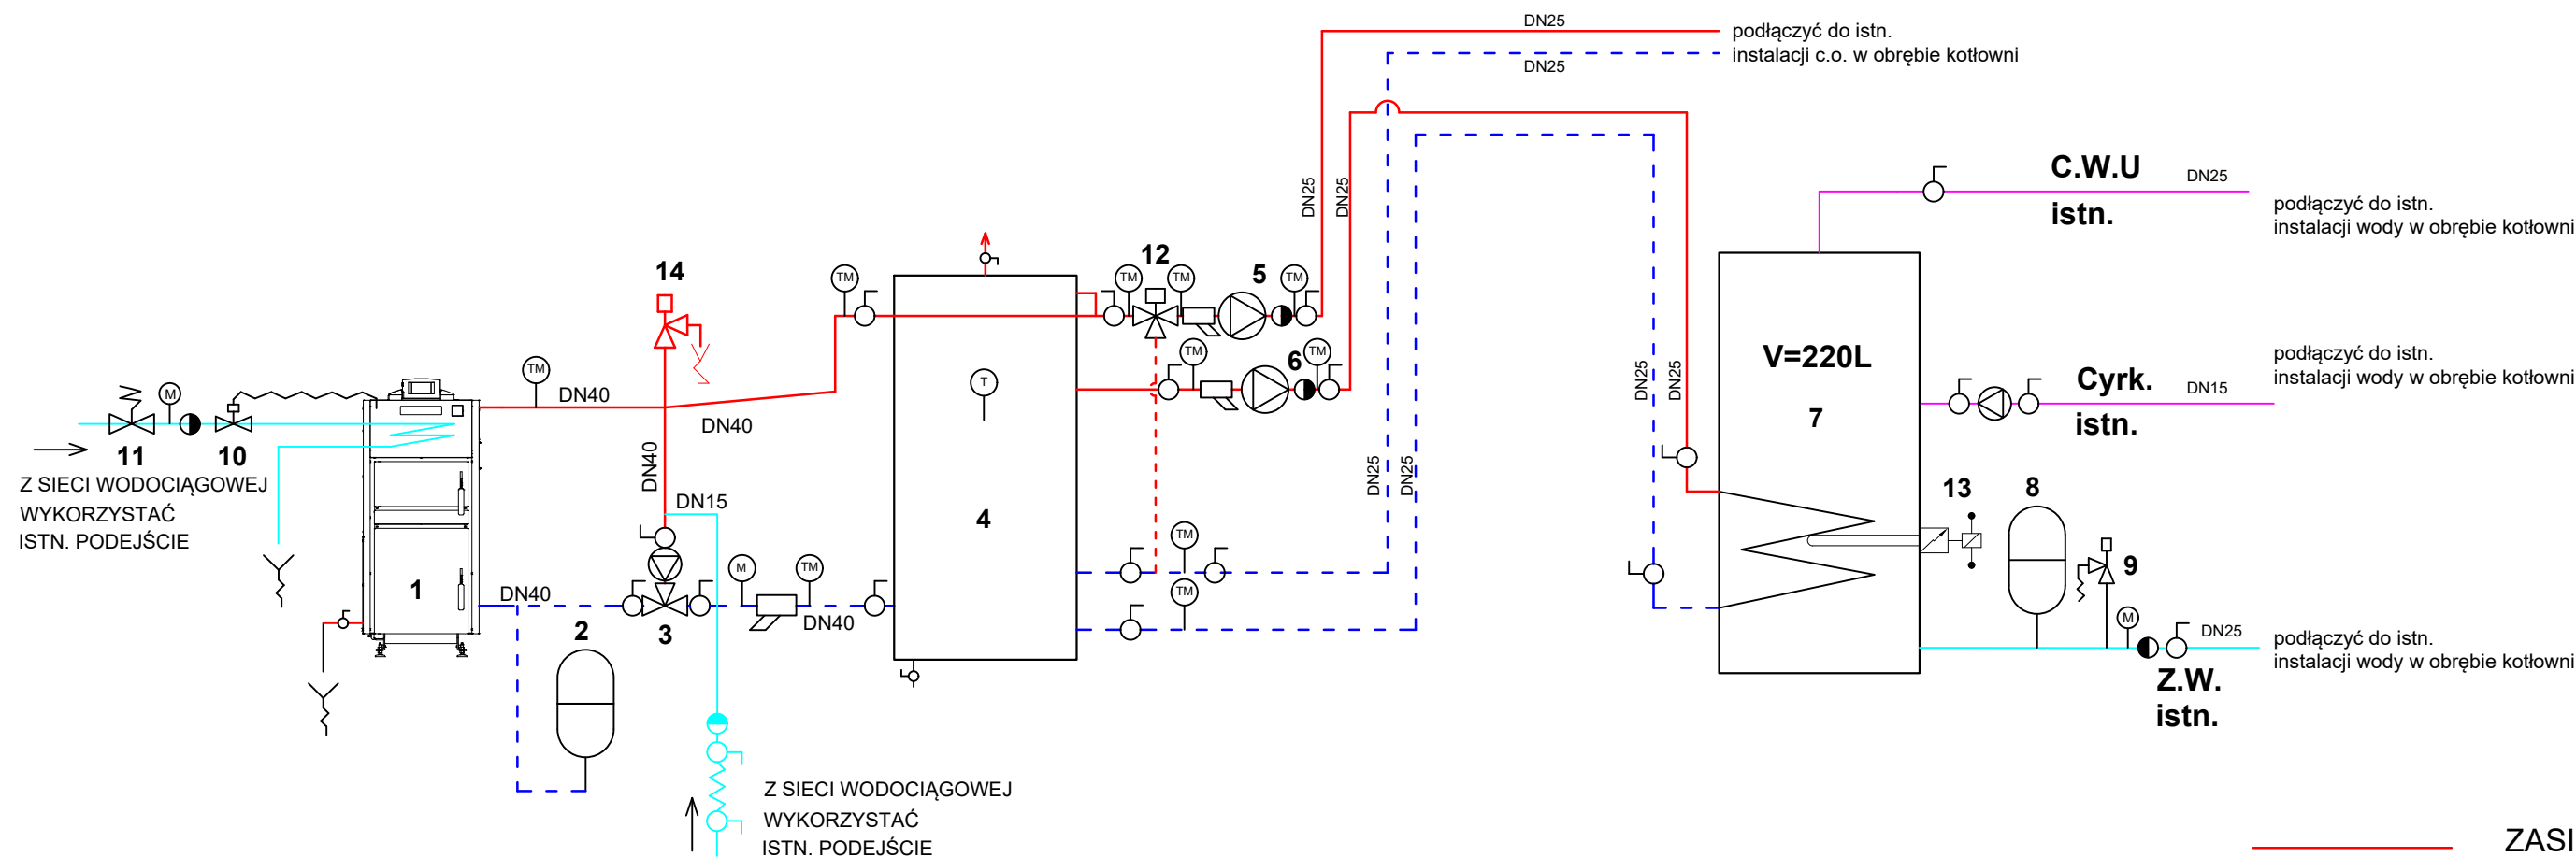 DN25
podłączyć do istn.
instalacji c.o. w obrębie kotłowni
DN25
C.W.U
DN25
istn.
podłączyć do istn.
instalacji wody w obrębie kotłowni
DN25
DN25
14
12
5
TM
TM
TM
TM
6
TM
TM
TM
T
DN40
DN40
M
11
10
Z SIECI WODOCIĄGOWEJ
WYKORZYSTAĆ
ISTN. PODEJŚCIE
DN40
DN15
V=220L
7
podłączyć do istn.
instalacji wody w obrębie kotłowni
Cyrk.
DN15
istn.
DN25
DN25
DN25
DN25
4
13
8
9
1
DN40
2
3
M
TM
DN40
TM
TM
M
DN25
podłączyć do istn.
instalacji wody w obrębie kotłowni
Z.W.
istn.
Z SIECI WODOCIĄGOWEJ
WYKORZYSTAĆ
ISTN. PODEJŚCIE
ZASI